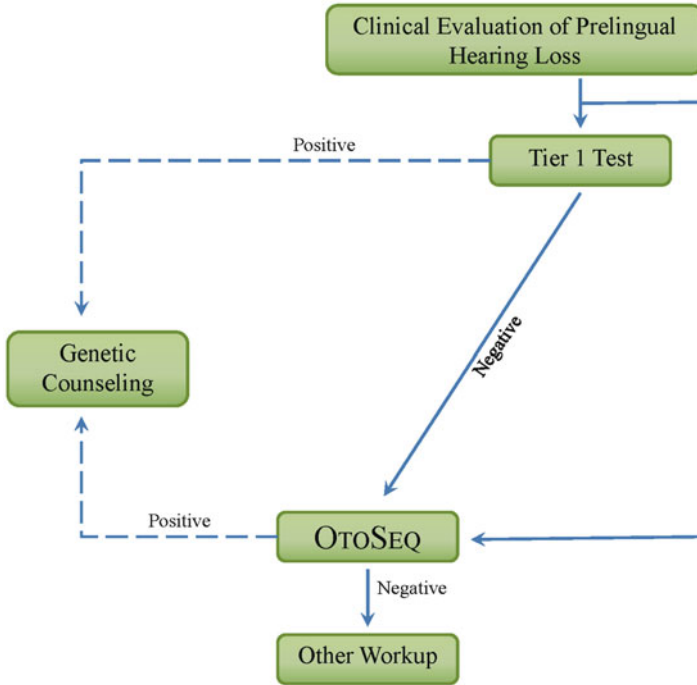 Clinical Evaluation of Prelingual
Hearing Loss
Positive
Tier 1 Test
Negative
Genetic
Counseling
Positive
OTOSEQ
Negative
Other Workup